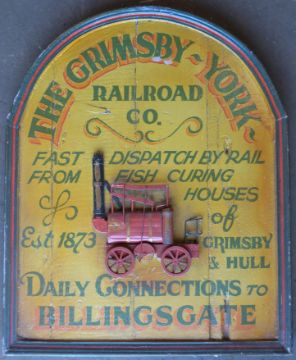 THE GRIMSBY~YORK~
RAILROAD
CO.
FAST DISPATCH BY RAIL
FROM FISH CURING
HOUSES
of
Est 1873 GRIMSBY
& HULL
DAILY CONNECTIONS TO
BILLINGSGATE